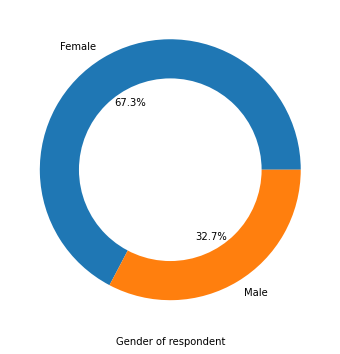 Female
67.3%
32.7%
Male
Gender of respondent